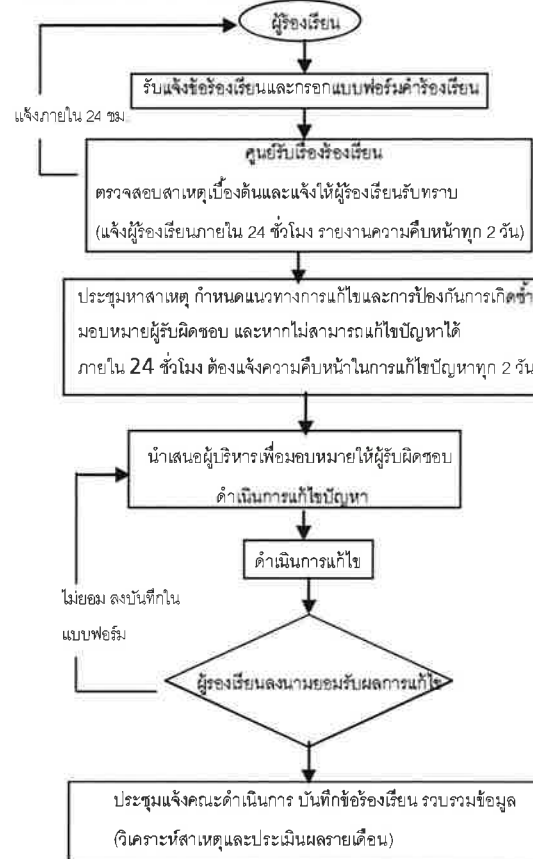 ผู้ร้องเรียน
รับแจ้งข้อร้องเรียนและกรอกแบบฟอร์มคำร้องเรียน
แจ้งภายใน 24 ชม.
ศูนย์รับเรื่องร้องเรียน
ตรวจสอบสาเหตุเบื้องต้นและแจ้งให้ผู้ร้องเรียนรับทราบ
(แจ้งผู้ร้องเรียนภายใน 24 ชั่วโมง รายงานความคืบหน้าทุก 2 วัน)
ประชุมหาสาเหตุ กำหนดแนวทางการแก้ไขและการป้องกันการเกิดซ้ำ
มอบหมายผู้รับผิดชอบ และหากไม่สามารถแก้ไขปัญหาได้
ภายใน 24 ชั่วโมง ต้องแจ้งความคืบหน้าในการแก้ไขปัญหาทุก 2 วัน
นำเสนอผู้บริหารเพื่อมอบหมายให้ผู้รับผิดชอบ
ดำเนินการแก้ไขปัญหา
ดำเนินการแก้ไข
ไม่ยอม ลงบันทึกใน
แบบฟอร์ม
ผู้ร้องเรียนลงนามยอมรับผลการแก้ไข
ประชุมแจ้งคณะดำเนินการ บันทึกข้อร้องเรียน รวบรวมข้อมูล
(วิเคราะห์สาเหตุและประเมินผลรายเดือน)